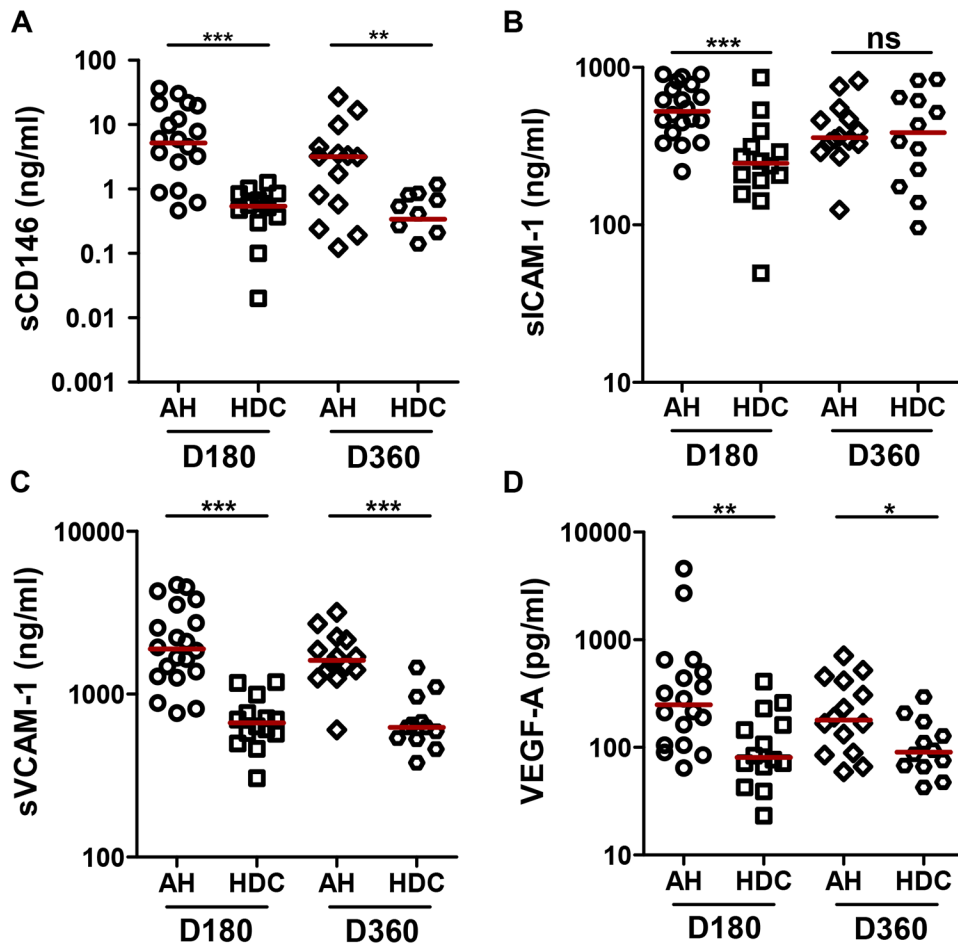 A
*** **
sCD146 (ng/ml)
100
10
1
0.1
0.01
0.001
AH HDC AH HDC
D180 D360
B
*** ns
sICAM-1 (ng/ml)
1000
100
10
AH HDC AH HDC
D180 D360
C
*** ***
sVCAM-1 (ng/ml)
10000
1000
100
AH HDC AH HDC
D180 D360
D
** *
VEGF-A (pg/ml)
10000
1000
100
10
AH HDC AH HDC
D180 D360